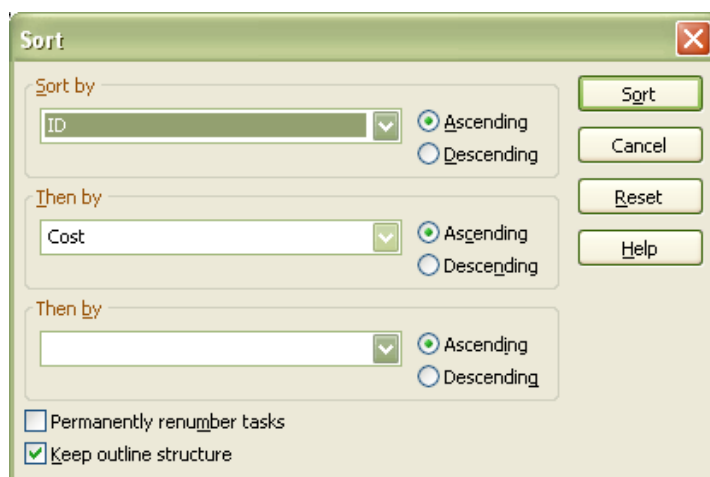 Sort
Sort by
Sort
ID
Ascending
Descending
Cancel
Then by
Reset
Cost
Ascending
Descending
Help
Then by
Ascending
Descending
Permanently renumber tasks
Keep outline structure